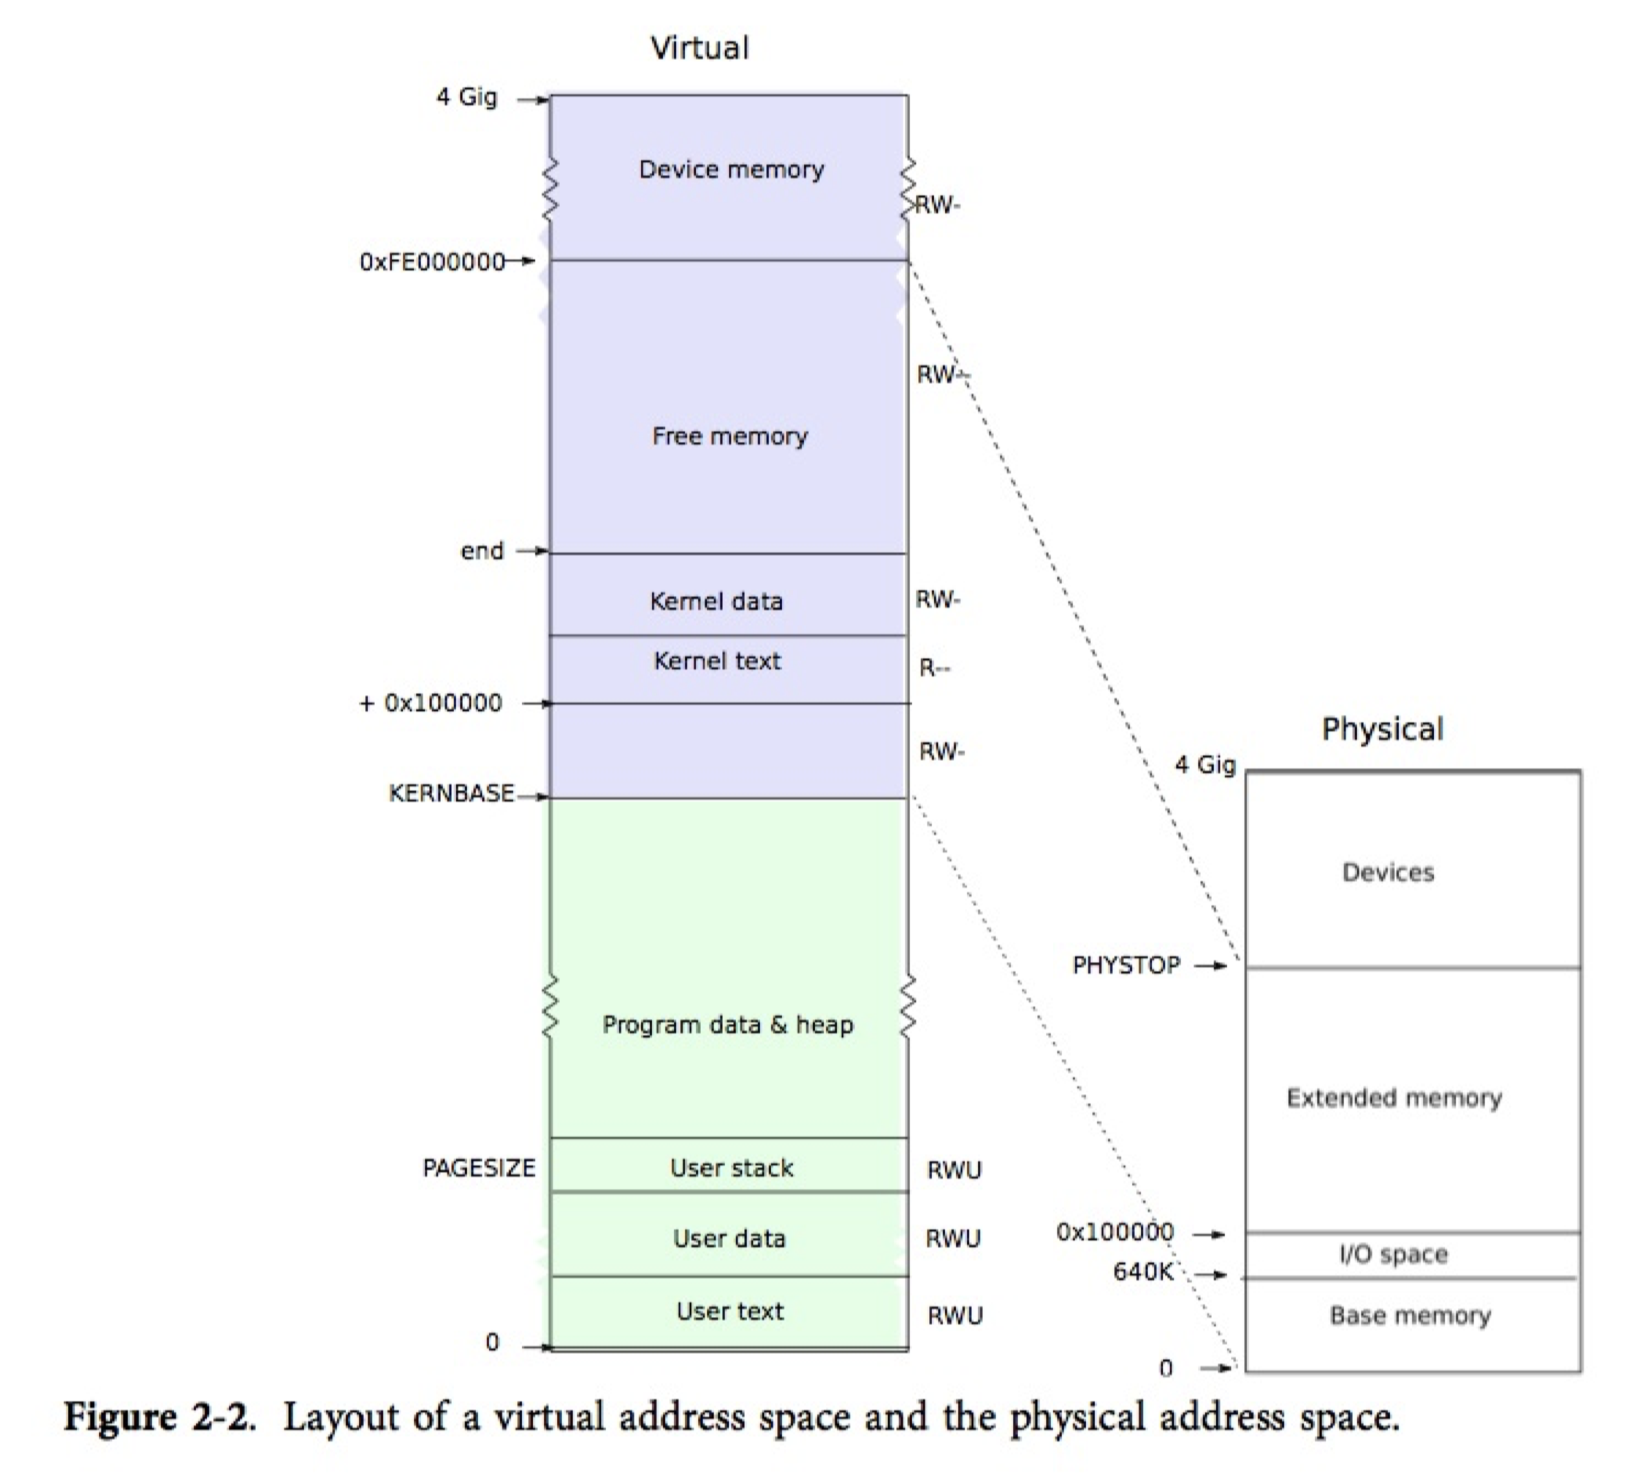 Virtual
4 Gig
Device memory
RW-
0xFE000000
RW-
Free memory
end
Kernel data
RW-
Kernel text
R--
+ 0x100000
RW-
KERNBASE
Program data & heap
PAGESIZE
User stack
RWU
User data
RWU
User text
RWU
0
Physical
4 Gig
Devices
PHYSTOP
Extended memory
0x100000
I/O space
640K
Base memory
0
Figure 2-2. Layout of a virtual address space and the physical address space.